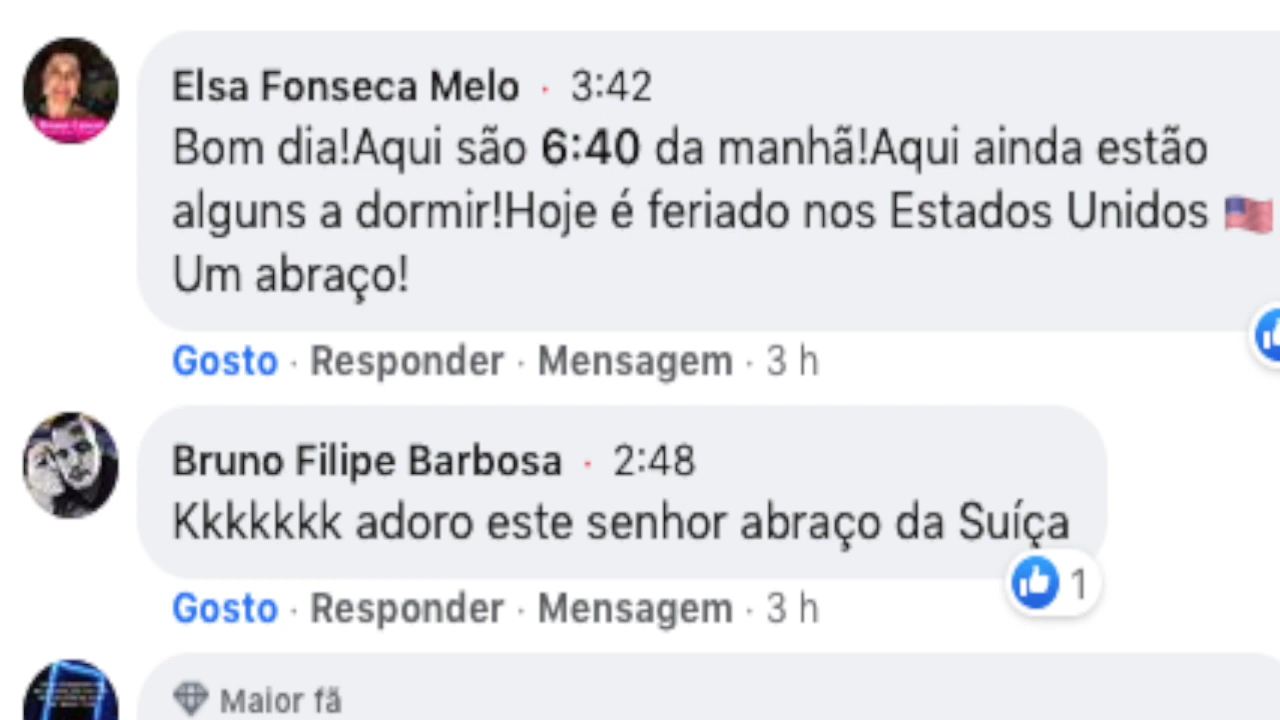 Elsa Fonseca Melo · 3:42
Bom dia!Aqui são 6:40 da manhã!Aqui ainda estão
alguns a dormir!Hoje é feriado nos Estados Unidos 🇺🇸
Um abraço!
Gosto · Responder · Mensagem · 3 h
Bruno Filipe Barbosa · 2:48
Kkkkkkk adoro este senhor abraço da Suíça
1
Gosto · Responder · Mensagem · 3 h
Maior fã